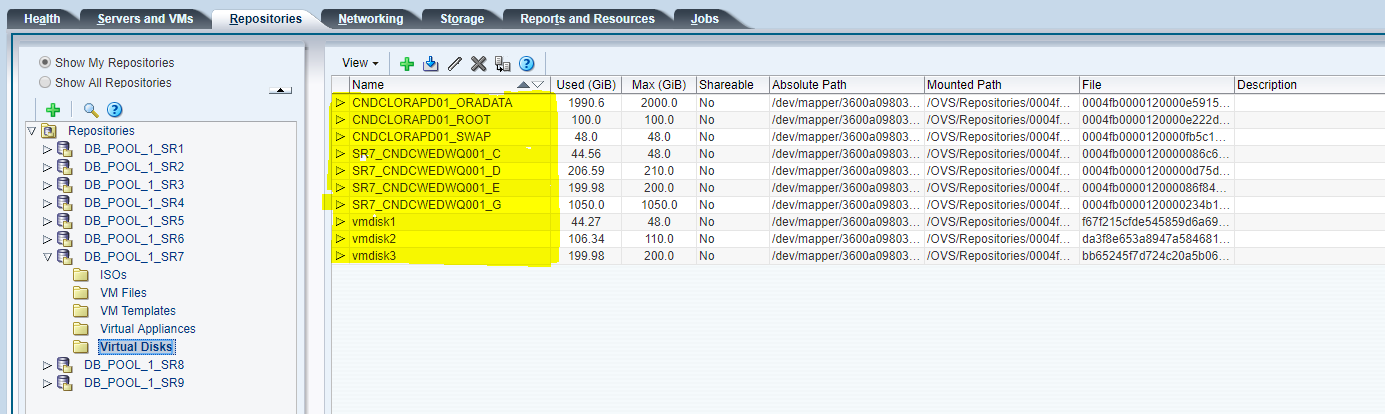 Health Servers and VMs Repositories Networking Storage Reports and Resources Jobs
Show My Repositories
Show All Repositories
Repositories
DB_POOL_1_SR1
DB_POOL_1_SR2
DB_POOL_1_SR3
DB_POOL_1_SR4
DB_POOL_1_SR5
DB_POOL_1_SR6
DB_POOL_1_SR7
ISOs
VM Files
VM Templates
Virtual Appliances
Virtual Disks
DB_POOL_1_SR8
DB_POOL_1_SR9
View
Name Used (GiB) Max (GiB) Shareable Absolute Path Mounted Path File Description
CNDCLORAPD01_ORADATA 1990.6 2000.0 No /dev/mapper/3600a09803... /OVS/Repositories/0004f... 0004fb0000120000e5915...
CNDCLORAPD01_ROOT 100.0 100.0 No /dev/mapper/3600a09803... /OVS/Repositories/0004f... 0004fb0000120000e222d...
CNDCLORAPD01_SWAP 48.0 48.0 No /dev/mapper/3600a09803... /OVS/Repositories/0004f... 0004fb0000120000fb5c1...
SR7_CNDCWEDWQ001_C 44.56 48.0 No /dev/mapper/3600a09803... /OVS/Repositories/0004f... 0004fb0000120000086c6...
SR7_CNDCWEDWQ001_D 206.59 210.0 No /dev/mapper/3600a09803... /OVS/Repositories/0004f... 0004fb0000120000d75d...
SR7_CNDCWEDWQ001_E 199.98 200.0 No /dev/mapper/3600a09803... /OVS/Repositories/0004f... 0004fb0000120000086f84...
SR7_CNDCWEDWQ001_G 1050.0 1050.0 No /dev/mapper/3600a09803... /OVS/Repositories/0004f... 0004fb0000120000234b1...
vmdisk1 44.27 48.0 No /dev/mapper/3600a09803... /OVS/Repositories/0004f... f67f215cfde545859d6a69...
vmdisk2 106.34 110.0 No /dev/mapper/3600a09803... /OVS/Repositories/0004f... da3f8e653a8947a584681...
vmdisk3 199.98 200.0 No /dev/mapper/3600a09803... /OVS/Repositories/0004f... bb65245f7d724c20a5b06...